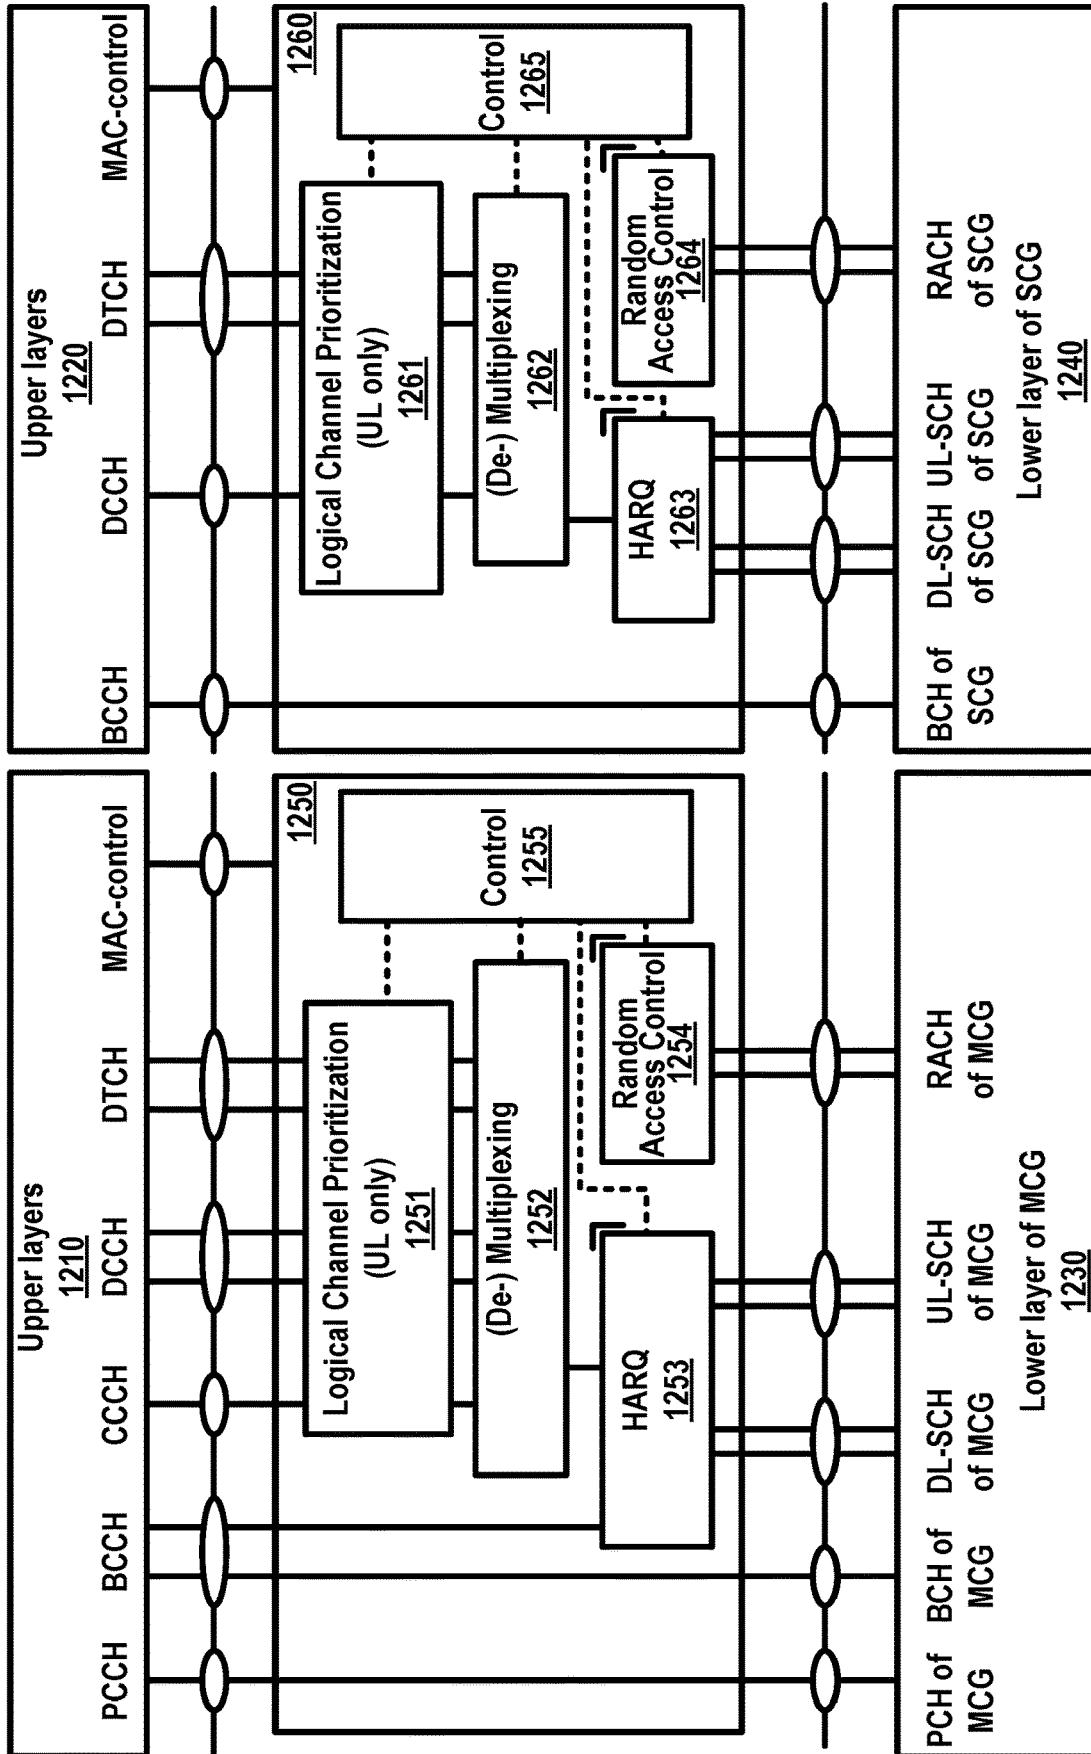 Upper layers
1210
PCCH
BCCH
CCCH
DCCH
DTCH
MAC-control
1250
Logical Channel Prioritization
(UL only)
1251
(De-) Multiplexing
1252
HARQ
1253
Random
Access Control
1254
Control
1255
PCH of
MCG
BCH of
MCG
DL-SCH
of MCG
UL-SCH
of MCG
RACH
of MCG
Lower layer of MCG
1230
Upper layers
1220
BCCH
DCCH
DTCH
MAC-control
1260
Logical Channel Prioritization
(UL only)
1261
(De-) Multiplexing
1262
HARQ
1263
Random
Access Control
1264
Control
1265
BCH of
SCG
DL-SCH
of SCG
UL-SCH
of SCG
RACH
of SCG
Lower layer of SCG
1240